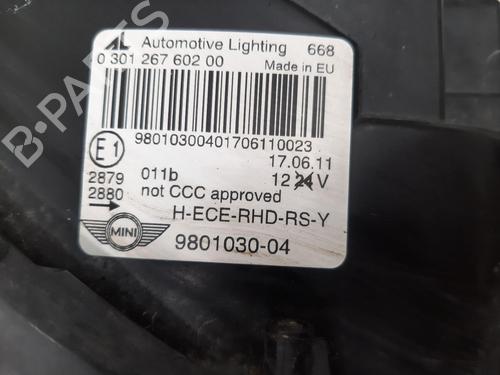 AL Automotive Lighting 668
0 301 267 602 00 Made in EU
98010300401706110023
E1 17.06.11
2879 011b 12 24 V
2880 not CCC approved
H-ECE-RHD-RS-Y
MINI 9801030-04